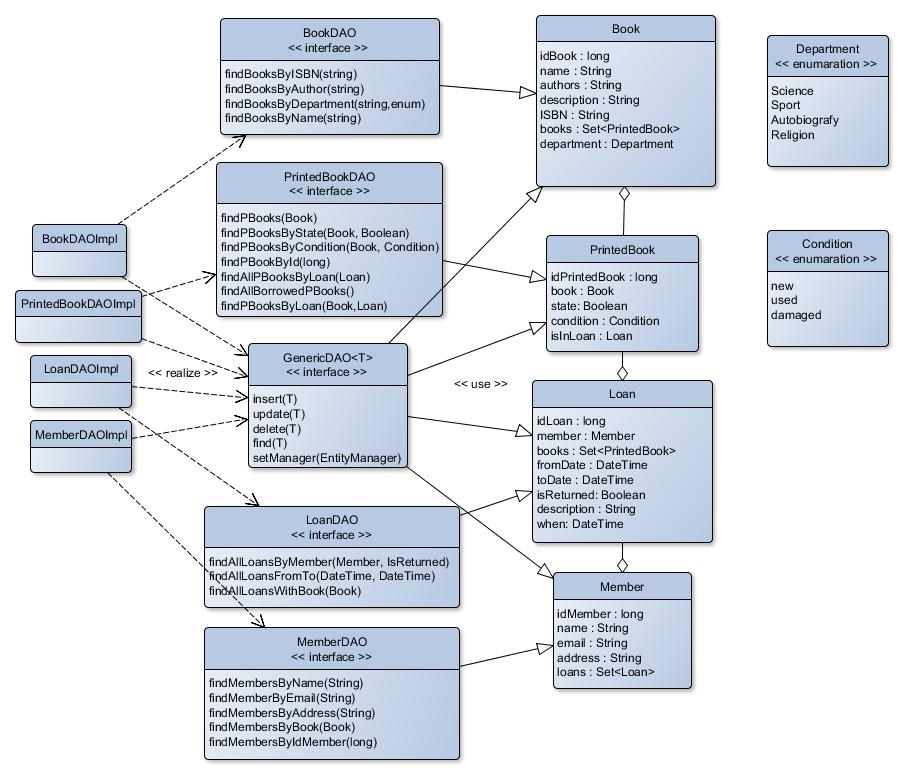 BookDAO
<< interface >>
findBooksByISBN(string)
findBooksByAuthor(string)
findBooksByDepartment(string,enum)
findBooksByName(string)
Book
idBook : long
name : String
authors : String
description : String
ISBN : String
books : Set<PrintedBook>
department : Department
Department
<< enumaration >>
Science
Sport
Autobiografy
Religion
PrintedBookDAO
<< interface >>
findPBooks(Book)
findPBooksByState(Book, Boolean)
findPBooksByCondition(Book, Condition)
findPBookById(long)
findAllPBooksByLoan(Loan)
findAllBorrowedPBooks()
findPBooksByLoan(Book,Loan)
BookDAOImpl
PrintedBookDAOImpl
LoanDAOImpl
MemberDAOImpl
<< realize >>
PrintedBook
idPrintedBook : long
book : Book
state: Boolean
condition : Condition
isInLoan : Loan
Condition
<< enumaration >>
new
used
damaged
GenericDAO<T>
<< interface >>
insert(T)
update(T)
delete(T)
find(T)
setManager(EntityManager)
<< use >>
Loan
idLoan : long
member : Member
books : Set<PrintedBook>
fromDate : DateTime
toDate : DateTime
isReturned: Boolean
description : String
when: DateTime
LoanDAO
<< interface >>
findAllLoansByMember(Member, IsReturned)
findAllLoansFromTo(DateTime, DateTime)
findAllLoansWithBook(Book)
Member
idMember : long
name : String
email : String
address : String
loans : Set<Loan>
MemberDAO
<< interface >>
findMembersByName(String)
findMemberByEmail(String)
findMembersByAddress(String)
findMembersByBook(Book)
findMembersByIdMember(long)